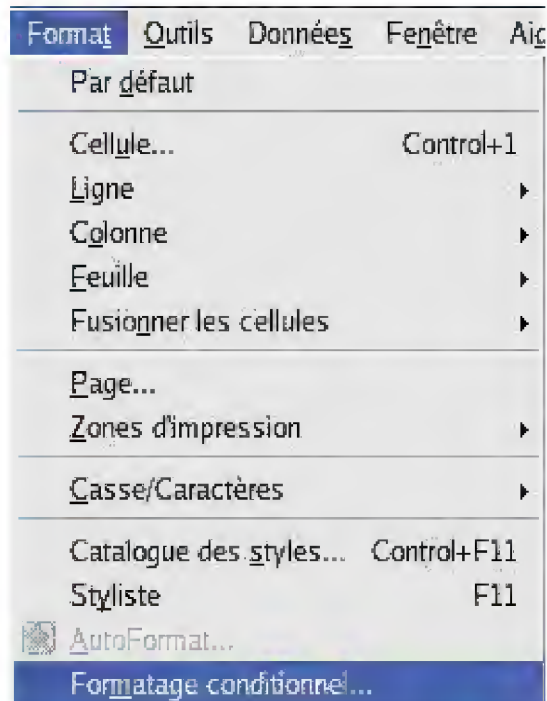 Format Outils Données Fenêtre
Par défaut
Cellule... Control+1
Ligne
Colonne
Feuille
Fusionner les cellules
Page...
Zones d'impression
Casse/Caractères
Catalogue des styles... Control+F11
Styliste F11
AutoFormat...
Formatage conditionnel...